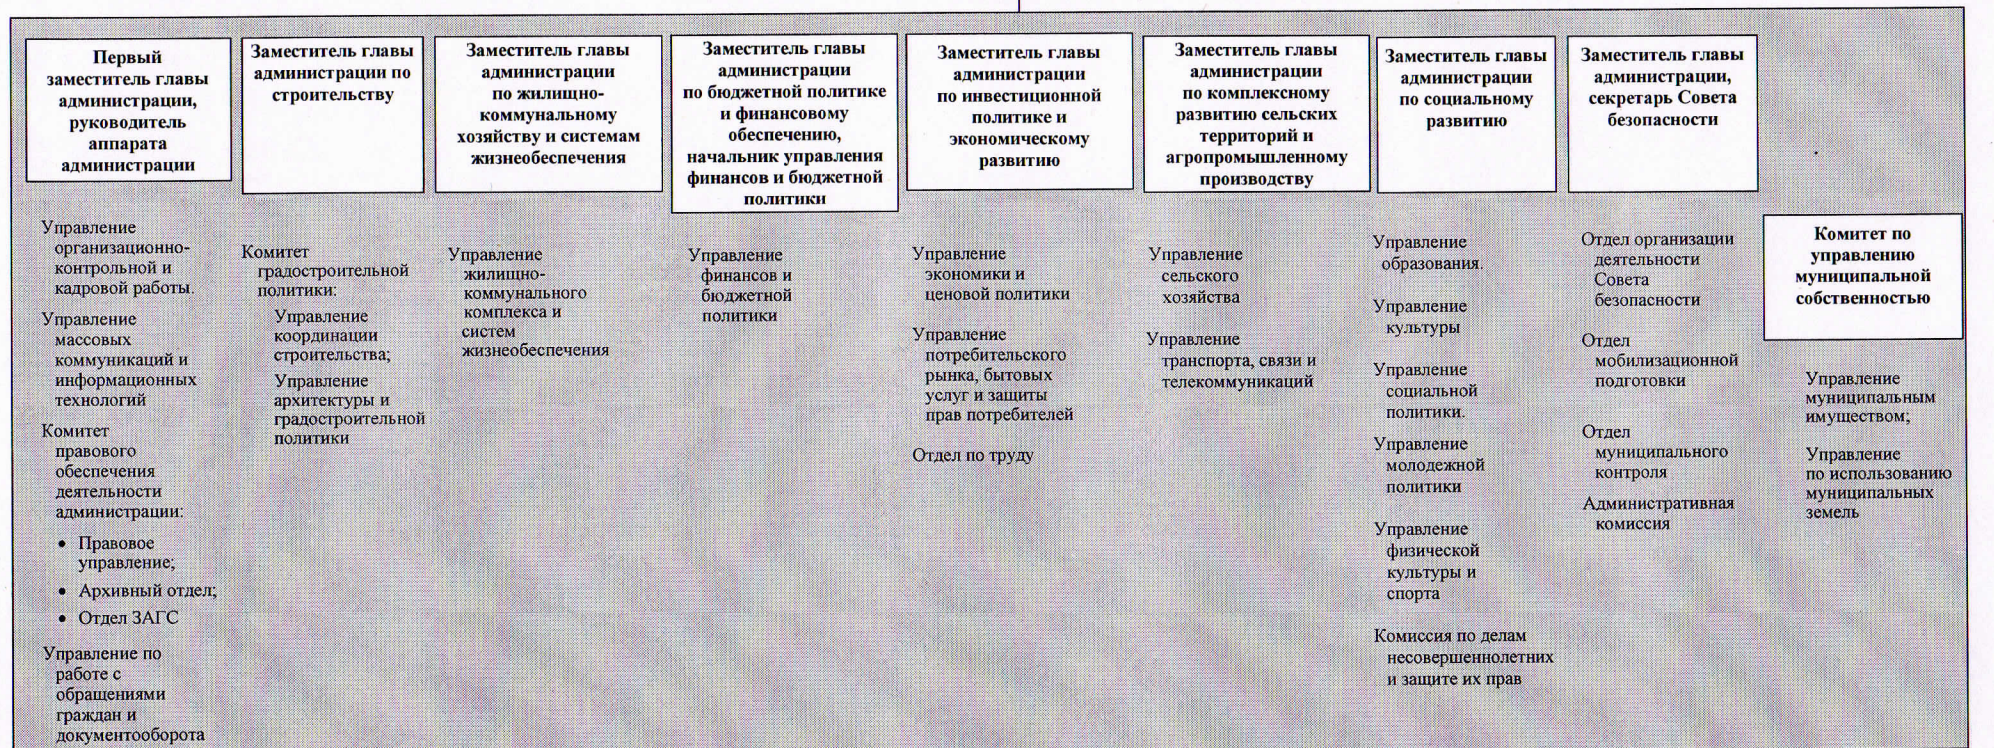 Первый
заместитель главы
администрации,
руководитель
аппарата
администрации
Управление
организационно-
контрольной и
кадровой работы.
Управление
массовых
коммуникаций и
информационных
технологий
Комитет
правового
обеспечения
деятельности
администрации:
• Правовое
управление;
• Архивный отдел;
• Отдел ЗАГС
Управление по
работе с
обращениями
граждан и
документооборота
Заместитель главы
администрации по
строительству
Комитет
градостроительной
политики:
Управление
координации
строительства;
Управление
архитектуры и
градостроительной
политики
Заместитель главы
администрации
по жилищно-
коммунальному
хозяйству и системам
жизнеобеспечения
Управление
жилищно-
коммунального
комплекса и
систем
жизнеобеспечения
Заместитель главы
администрации
по бюджетной политике
и финансовому
обеспечению,
начальник управления
финансов и бюджетной
политики
Управление
финансов и
бюджетной
политики
Заместитель главы
администрации
по инвестиционной
политике и
экономическому
развитию
Управление
экономики и
ценовой политики
Управление
потребительского
рынка, бытовых
услуг и защиты
прав потребителей
Отдел по труду
Заместитель главы
администрации
по комплексному
развитию сельских
территорий и
агропромышленному
производству
Управление
сельского
хозяйства
Управление
транспорта, связи и
телекоммуникаций
Заместитель главы
администрации
по социальному
развитию
Управление
образования.
Управление
культуры
Управление
социальной
политики.
Управление
молодежной
политики
Управление
физической
культуры и
спорта
Комиссия по делам
несовершеннолетних
и защите их прав
Заместитель главы
администрации,
секретарь Совета
безопасности
Отдел организации
деятельности
Совета
безопасности
Отдел
мобилизационной
подготовки
Отдел
муниципального
контроля
Административная
комиссия
Комитет по
управлению
муниципальной
собственностью
Управление
муниципальным
имуществом;
Управление
по использованию
муниципальных
земель